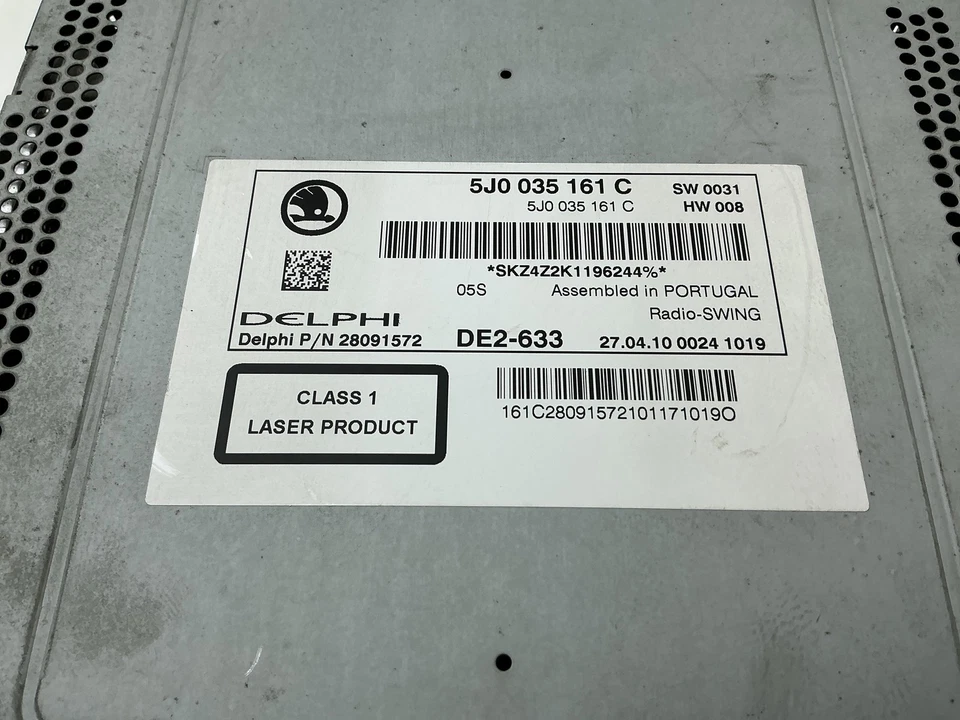 5J0 035 161 C SW 0031
5J0 035 161 C HW 008
*SKZ4Z2K1196244%*
05S Assembled in PORTUGAL
Radio-SWING
DELPHI
Delphi P/N 28091572 DE2-633 27.04.10 0024 1019
CLASS 1
LASER PRODUCT
161C28091572101171019O